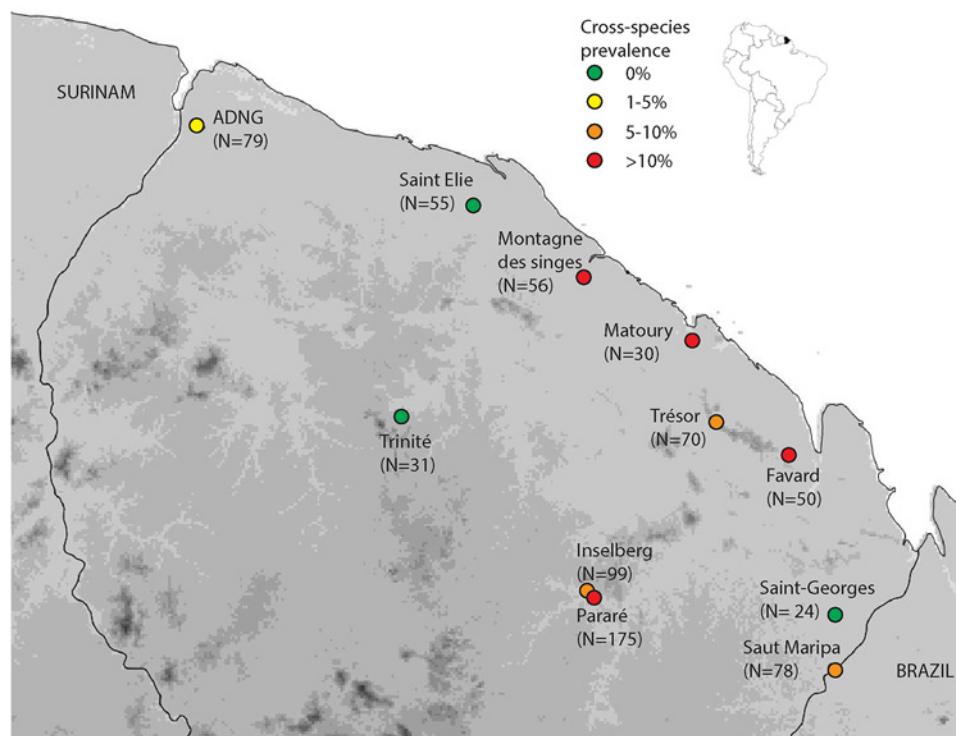 Cross-species
prevalence
0%
1-5%
5-10%
>10%
SURINAM
ADNG
(N=79)
Saint Elie
(N=55)
Montagne
des singes
(N=56)
Matoury
(N=30)
Trésor
(N=70)
Trinité
(N=31)
Favard
(N=50)
Inselberg
(N=99)
Pararé
(N=175)
Saint-Georges
(N= 24)
Saut Maripa
(N=78)
BRAZIL